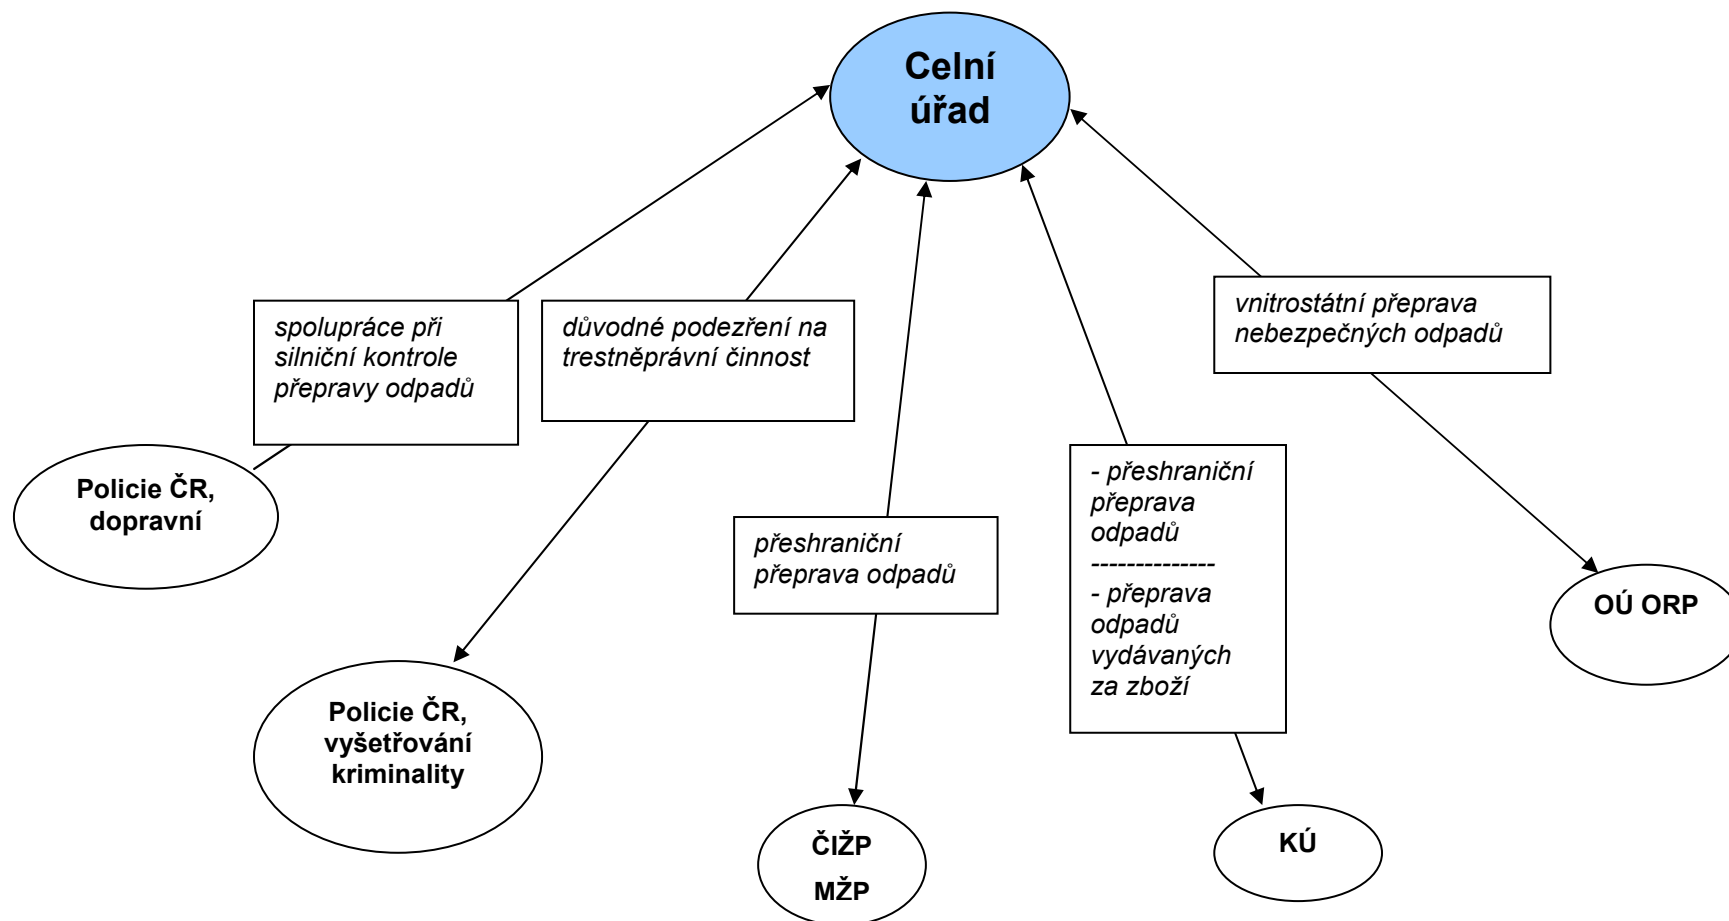 Celní
úřad
spolupráce při
silniční kontrole
přepravy odpadů
důvodné podezření na
trestněprávní činnost
vnitrostátní přeprava
nebezpečných odpadů
- přeshraniční
přeprava
odpadů
--------------
- přeprava
odpadů
vydávaných
za zboží
přeshraniční
přeprava odpadů
Policie ČR,
dopravní
OÚ ORP
Policie ČR,
vyšetřování
kriminality
ČIŽP
MŽP
KÚ